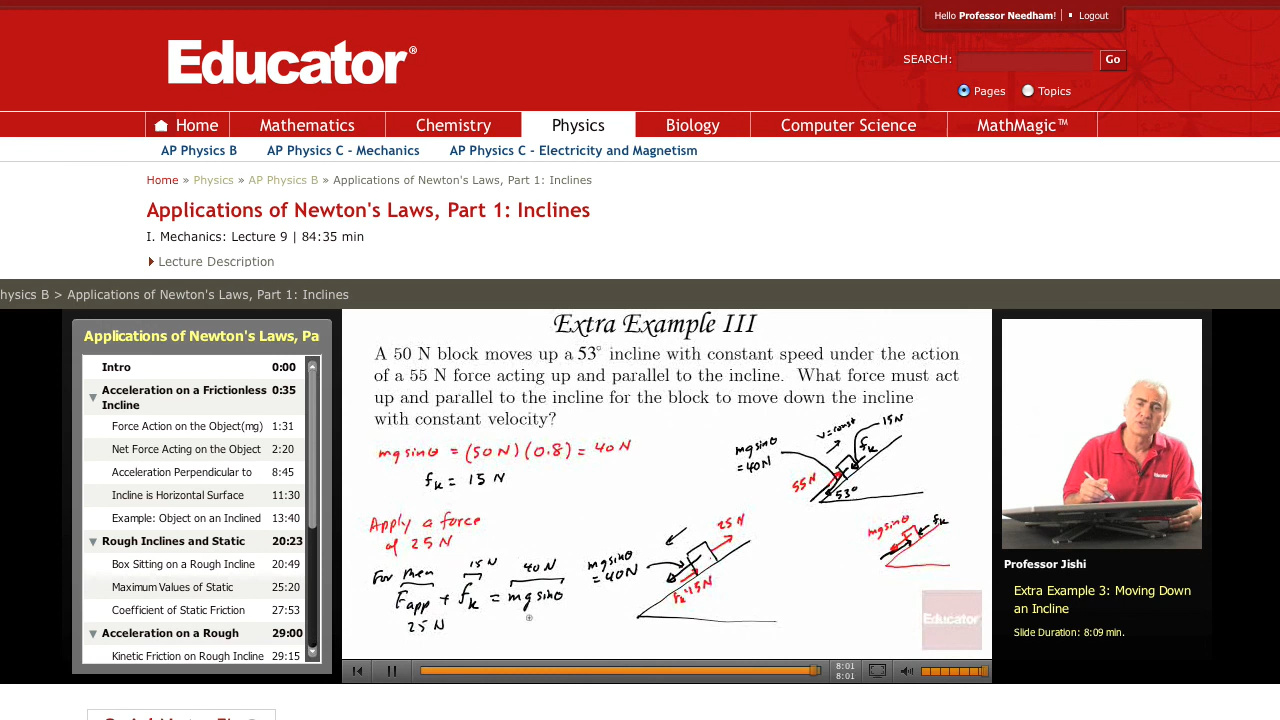 Hello Professor Needham! Logout
Educator®
SEARCH: Go
Pages Topics
Home Mathematics Chemistry Physics Biology Computer Science MathMagic™
AP Physics B AP Physics C - Mechanics AP Physics C - Electricity and Magnetism
Home » Physics » AP Physics B » Applications of Newton's Laws, Part 1: Inclines
Applications of Newton's Laws, Part 1: Inclines
I. Mechanics: Lecture 9 | 84:35 min
Lecture Description
hysics B > Applications of Newton's Laws, Part 1: Inclines
Applications of Newton's Laws, Pa
Intro 0:00
Acceleration on a Frictionless 0:35
Incline
Force Action on the Object(mg) 1:31
Net Force Acting on the Object 2:20
Acceleration Perpendicular to 8:45
Incline is Horizontal Surface 11:30
Example: Object on an Inclined 13:40
Rough Inclines and Static 20:23
Box Sitting on a Rough Incline 20:49
Maximum Values of Static 25:20
Coefficient of Static Friction 27:53
Acceleration on a Rough 29:00
Kinetic Friction on Rough Incline 29:15
Extra Example III
A 50 N block moves up a 53° incline with constant speed under the action
of a 55 N force acting up and parallel to the incline. What force must act
up and parallel to the incline for the block to move down the incline
with constant velocity?
mg sinθ = (50N)(0.8) = 40 N
fk = 15 N
Apply a force
of 25 N
For then 15 N 40 N
Fapp + fk = mg sinθ
25 N
mg sinθ
= 40N
V=const
15N
fk
55N
53°
25 N
mg sinθ
= 40N
fk=15N
mg sinθ
fk
Educator
8:01
8:01
Professor Jishi
Extra Example 3: Moving Down
an Incline
Slide Duration: 8:09 min.